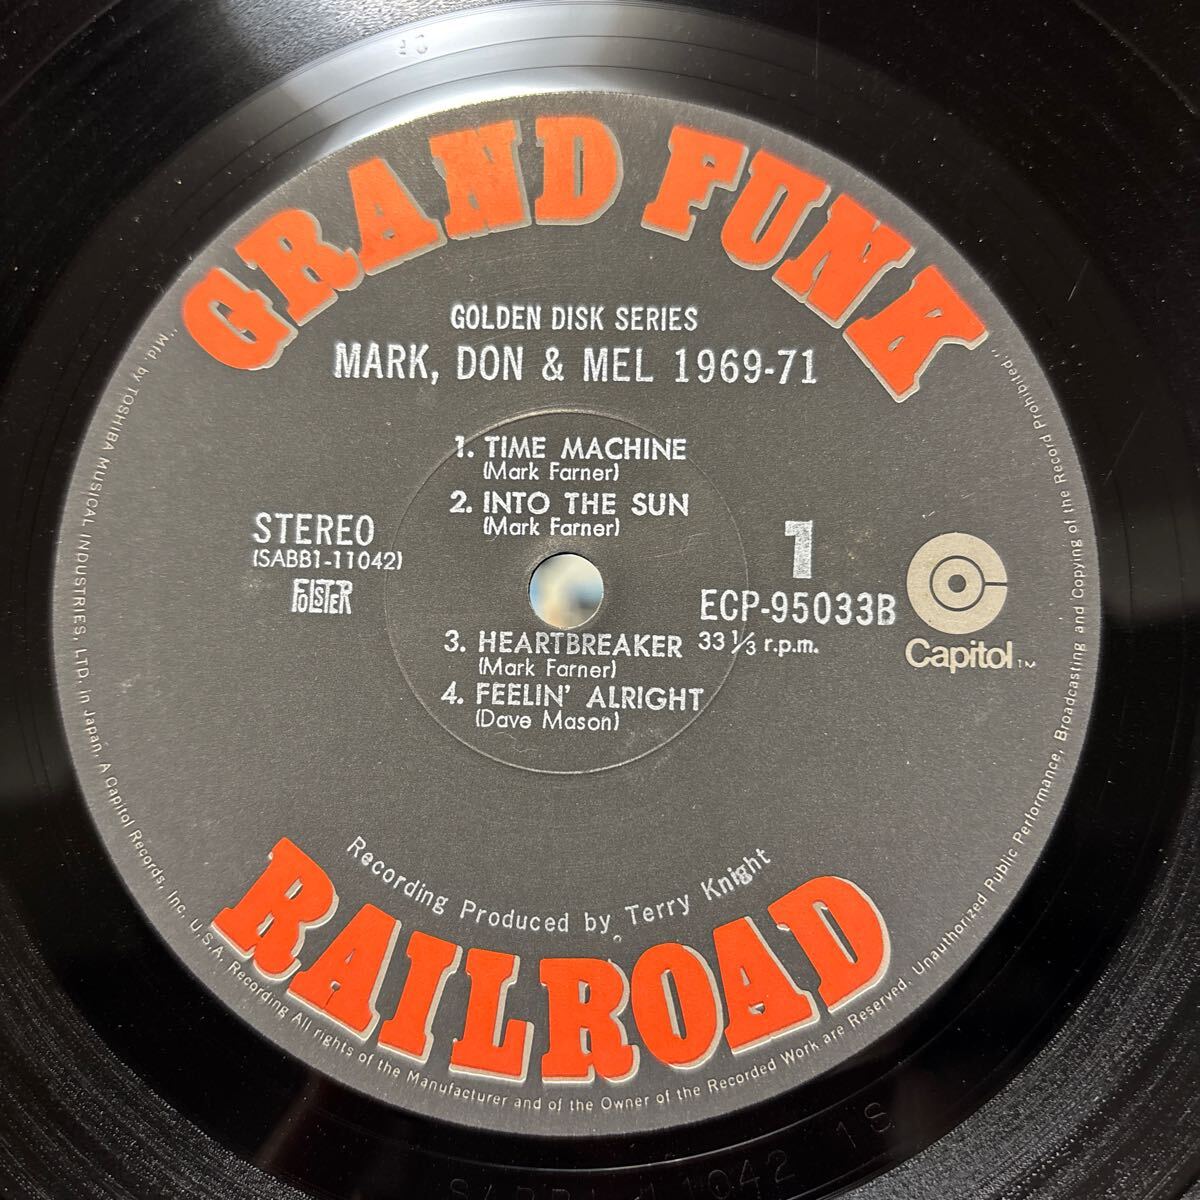 GRAND FUNK
GOLDEN DISK SERIES
MARK, DON & MEL 1969-71
1. TIME MACHINE
(Mark Farner)
2. INTO THE SUN
(Mark Farner)
STEREO
(SABB1-11042)
FOLSTER
1
ECP-95033B
33 1/3 r.p.m.
Capitol TM
3. HEARTBREAKER
(Mark Farner)
4. FEELIN' ALRIGHT
(Dave Mason)
Recording Produced by Terry Knight
RAILROAD
"Mfd. by TOSHIBA MUSICAL INDUSTRIES, LTD. in Japan. A Capitol Records, Inc. U.S.A. Recording All rights of the Manufacturer and of the Owner of the Recorded Work are Reserved. Unauthorized Public Performance, Broadcasting and Copying of the Record Prohibited."
1042 1S